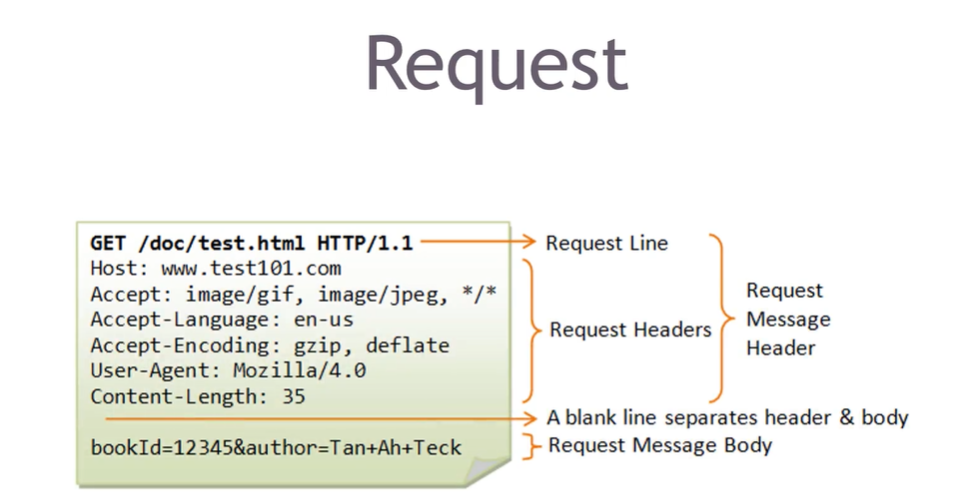 Request
GET /doc/test.html HTTP/1.1
Host: www.test101.com
Accept: image/gif, image/jpeg, */*
Accept-Language: en-us
Accept-Encoding: gzip, deflate
User-Agent: Mozilla/4.0
Content-Length: 35
bookId=12345&author=Tan+Ah+Teck
Request Line
Request Headers
A blank line separates header & body
Request Message Body
Request
Message
Header